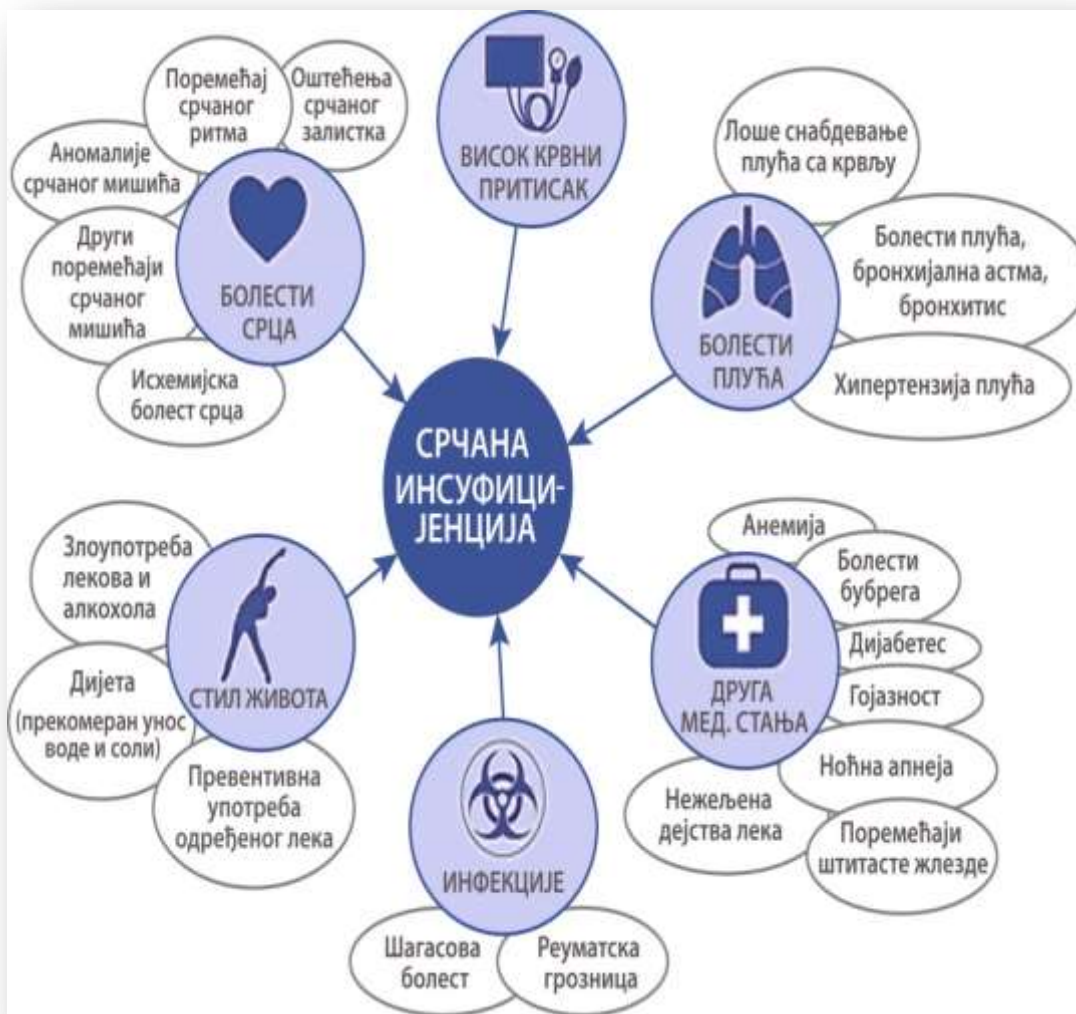 ВИСОК КРВНИ
ПРИТИСАК
Поремећај
срчаног
ритма
Оштећења
срчаног
залистка
Аномалије
срчаног мишића
Други
поремећаји
срчаног
мишића
Исхемијска
болест срца
БОЛЕСТИ
СРЦА
Лоше снабдевање
плућа са крвљу
Болести плућа,
бронхијална астма,
бронхитис
Хипертензија плућа
БОЛЕСТИ
ПЛУЋА
СРЧАНА
ИНСУФИЦИ-
ЈЕНЦИЈА
Злоупотреба
лекова и
алкохола
Дијета
(прекомеран унос
воде и соли)
Превентивна
употреба
одређеног лека
СТИЛ ЖИВОТА
Анемија
Болести
бубрега
Дијабетес
Гојазност
Ноћна апнеја
Поремећаји
штитасте жлезде
Нежељена
дејства лека
ДРУГА
МЕД. СТАЊА
ИНФЕКЦИЈЕ
Шагасова
болест
Реуматска
грозница